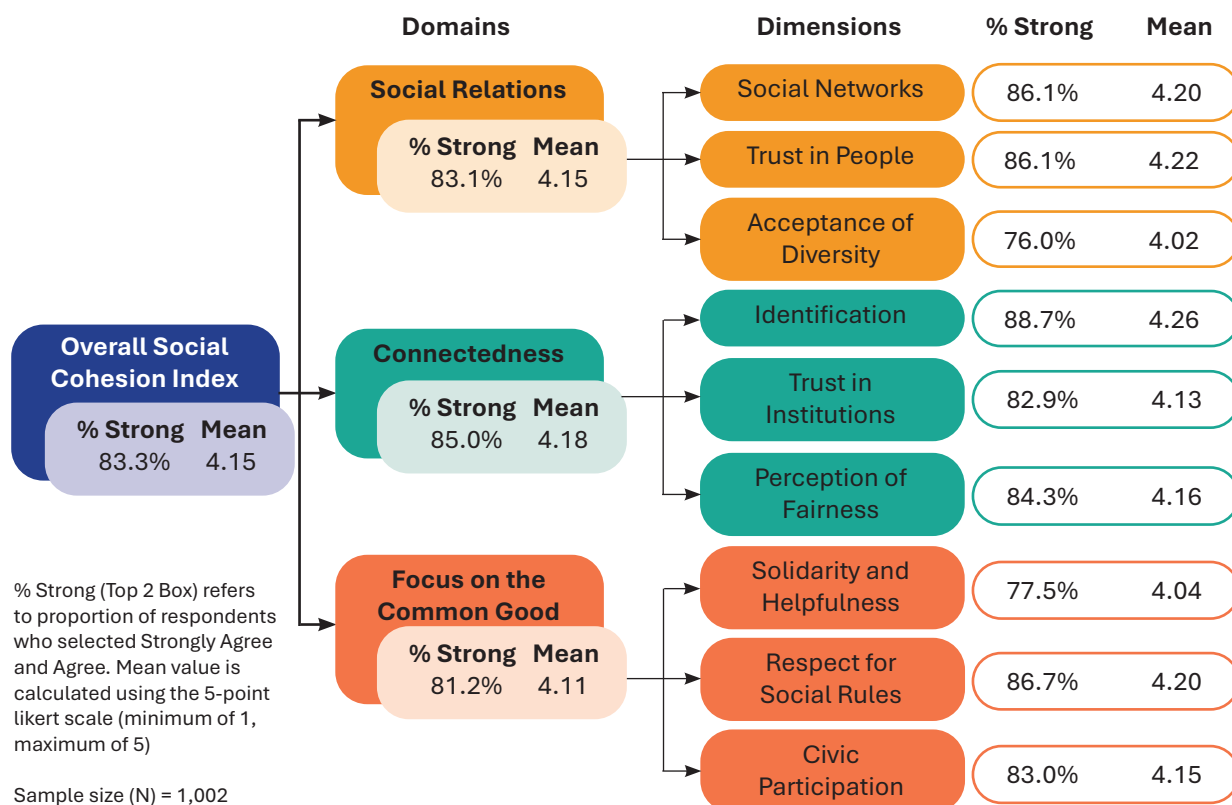 Domains
Dimensions
% Strong
Mean
Social Relations
% Strong Mean
83.1% 4.15
Social Networks
86.1% 4.20
Trust in People
86.1% 4.22
Acceptance of
Diversity
76.0% 4.02
Overall Social
Cohesion Index
% Strong Mean
83.3% 4.15
Connectedness
% Strong Mean
85.0% 4.18
Identification
88.7% 4.26
Trust in
Institutions
82.9% 4.13
Perception of
Fairness
84.3% 4.16
Focus on the
Common Good
% Strong Mean
81.2% 4.11
Solidarity and
Helpfulness
77.5% 4.04
Respect for
Social Rules
86.7% 4.20
Civic
Participation
83.0% 4.15
% Strong (Top 2 Box) refers
to proportion of respondents
who selected Strongly Agree
and Agree. Mean value is
calculated using the 5-point
likert scale (minimum of 1,
maximum of 5)
Sample size (N) = 1,002